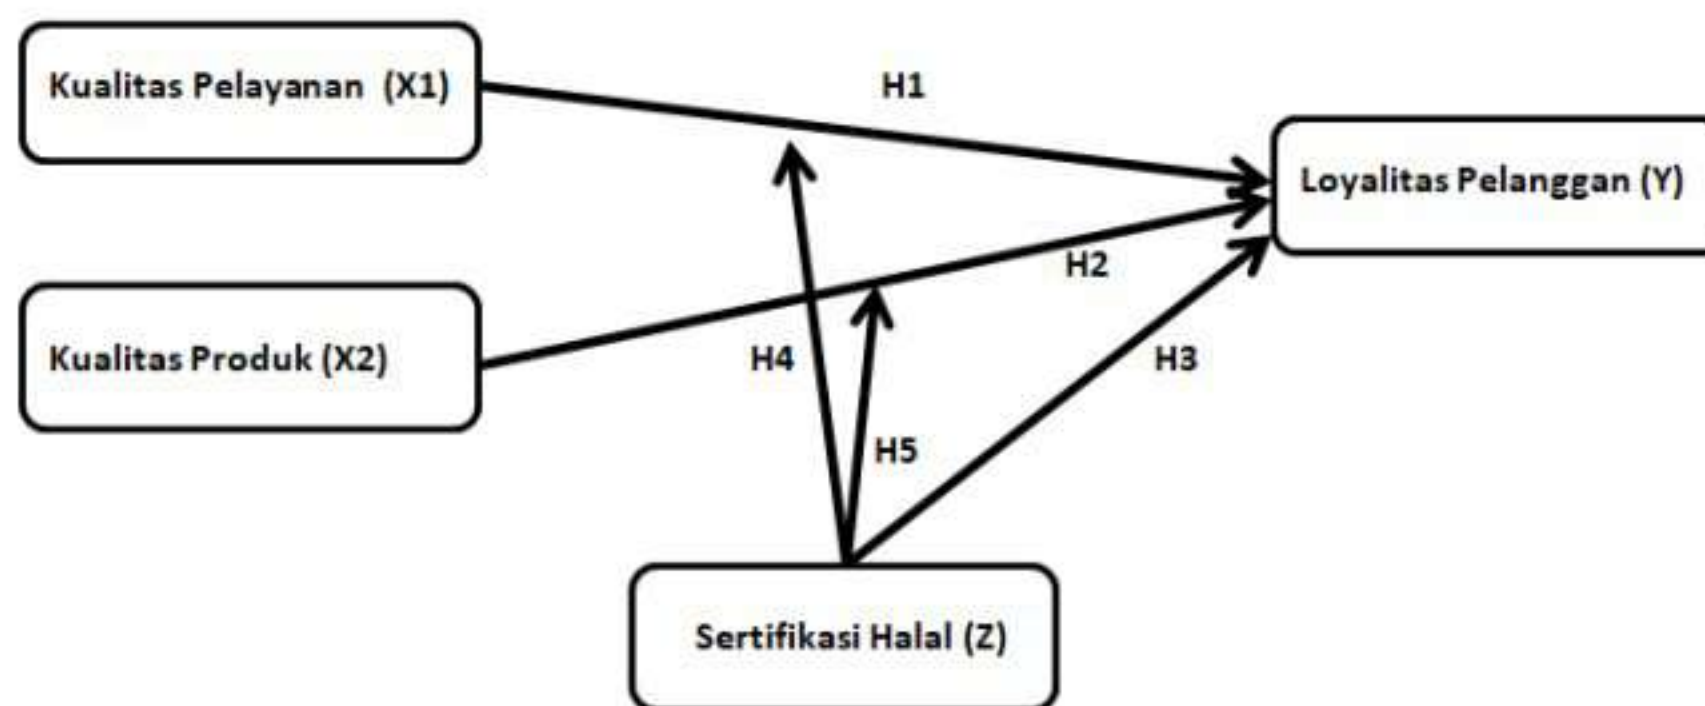 Kualitas Pelayanan (X1)
H1
Loyalitas Pelanggan (Y)
H2
Kualitas Produk (X2)
H4
H3
H5
Sertifikasi Halal (Z)